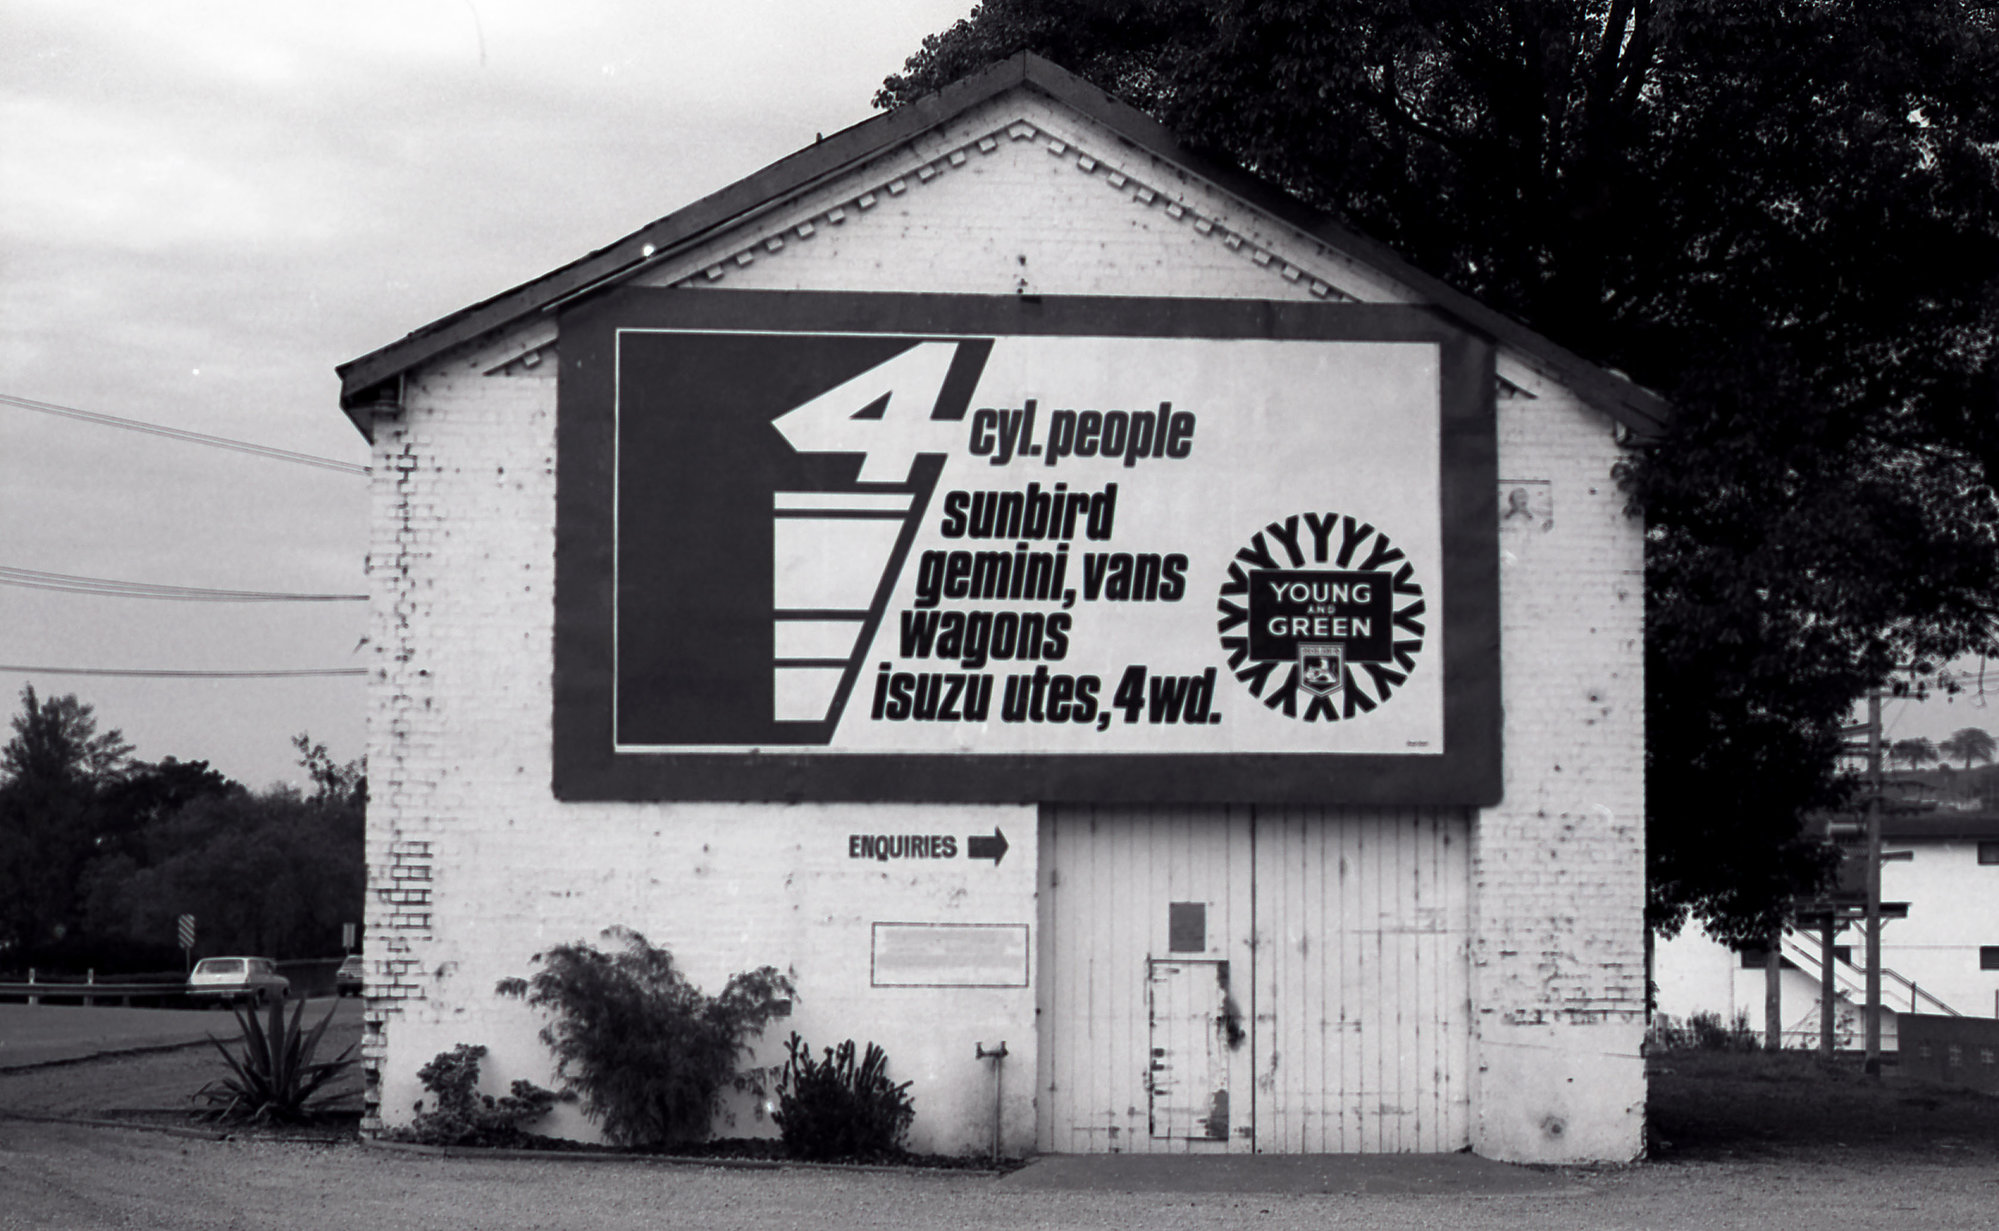 4 cyl. people
sunbird
gemini, vans
wagons
isuzu utes, 4wd.
YOUNG
AND
GREEN
ENQUIRIES